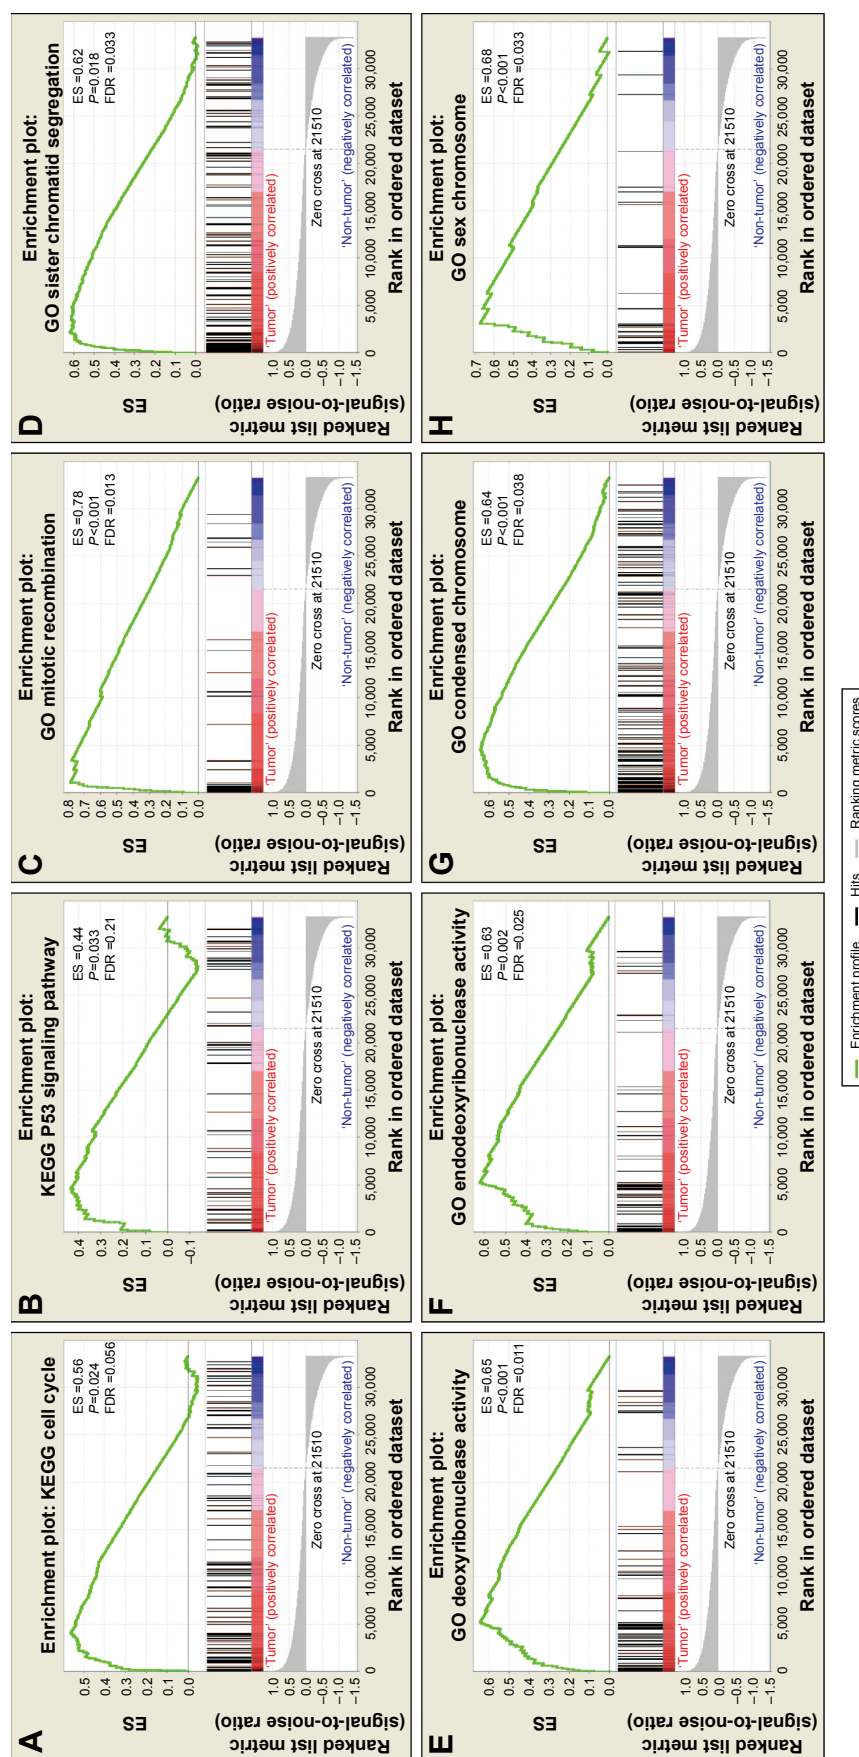 A
Enrichment plot: KEGG cell cycle
ES =0.56
P=0.024
FDR =0.056
ES
0.5
0.4
0.3
0.2
0.1
0.0
'Tumor' (positively correlated)
Zero cross at 21510
'Non-tumor' (negatively correlated)
Ranked list metric
(signal-to-noise ratio)
1.0
0.5
0.0
−0.5
−1.0
−1.5
0 5,000 10,000 15,000 20,000 25,000 30,000
Rank in ordered dataset
B
Enrichment plot:
KEGG P53 signaling pathway
ES =0.44
P=0.033
FDR =0.21
ES
0.4
0.3
0.2
0.1
0.0
−0.1
'Tumor' (positively correlated)
Zero cross at 21510
'Non-tumor' (negatively correlated)
Ranked list metric
(signal-to-noise ratio)
1.0
0.5
0.0
−0.5
−1.0
−1.5
0 5,000 10,000 15,000 20,000 25,000 30,000
Rank in ordered dataset
C
Enrichment plot:
GO mitotic recombination
ES =0.78
P<0.001
FDR =0.013
ES
0.8
0.7
0.6
0.5
0.4
0.3
0.2
0.1
0.0
'Tumor' (positively correlated)
Zero cross at 21510
'Non-tumor' (negatively correlated)
Ranked list metric
(signal-to-noise ratio)
1.0
0.5
0.0
−0.5
−1.0
−1.5
0 5,000 10,000 15,000 20,000 25,000 30,000
Rank in ordered dataset
D
Enrichment plot:
GO sister chromatid segregation
ES =0.62
P=0.018
FDR =0.033
ES
0.6
0.5
0.4
0.3
0.2
0.1
0.0
'Tumor' (positively correlated)
Zero cross at 21510
'Non-tumor' (negatively correlated)
Ranked list metric
(signal-to-noise ratio)
1.0
0.5
0.0
−0.5
−1.0
−1.5
0 5,000 10,000 15,000 20,000 25,000 30,000
Rank in ordered dataset
E
Enrichment plot:
GO deoxyribonuclease activity
ES =0.65
P<0.001
FDR =0.011
ES
0.6
0.5
0.4
0.3
0.2
0.1
0.0
'Tumor' (positively correlated)
Zero cross at 21510
'Non-tumor' (negatively correlated)
Ranked list metric
(signal-to-noise ratio)
1.0
0.5
0.0
−0.5
−1.0
−1.5
0 5,000 10,000 15,000 20,000 25,000 30,000
Rank in ordered dataset
F
Enrichment plot:
GO endodeoxyribonuclease activity
ES =0.63
P=0.002
FDR =0.025
ES
0.6
0.5
0.4
0.3
0.2
0.1
0.0
'Tumor' (positively correlated)
Zero cross at 21510
'Non-tumor' (negatively correlated)
Ranked list metric
(signal-to-noise ratio)
1.0
0.5
0.0
−0.5
−1.0
−1.5
0 5,000 10,000 15,000 20,000 25,000 30,000
Rank in ordered dataset
G
Enrichment plot:
GO condensed chromosome
ES =0.64
P<0.001
FDR =0.038
ES
0.6
0.5
0.4
0.3
0.2
0.1
0.0
'Tumor' (positively correlated)
Zero cross at 21510
'Non-tumor' (negatively correlated)
Ranked list metric
(signal-to-noise ratio)
1.0
0.5
0.0
−0.5
−1.0
−1.5
0 5,000 10,000 15,000 20,000 25,000 30,000
Rank in ordered dataset
H
Enrichment plot:
GO sex chromosome
ES =0.68
P<0.001
FDR =0.033
ES
0.7
0.6
0.5
0.4
0.3
0.2
0.1
0.0
'Tumor' (positively correlated)
Zero cross at 21510
'Non-tumor' (negatively correlated)
Ranked list metric
(signal-to-noise ratio)
1.0
0.5
0.0
−0.5
−1.0
−1.5
0 5,000 10,000 15,000 20,000 25,000 30,000
Rank in ordered dataset
Enrichment profile Hits Ranking metric scores